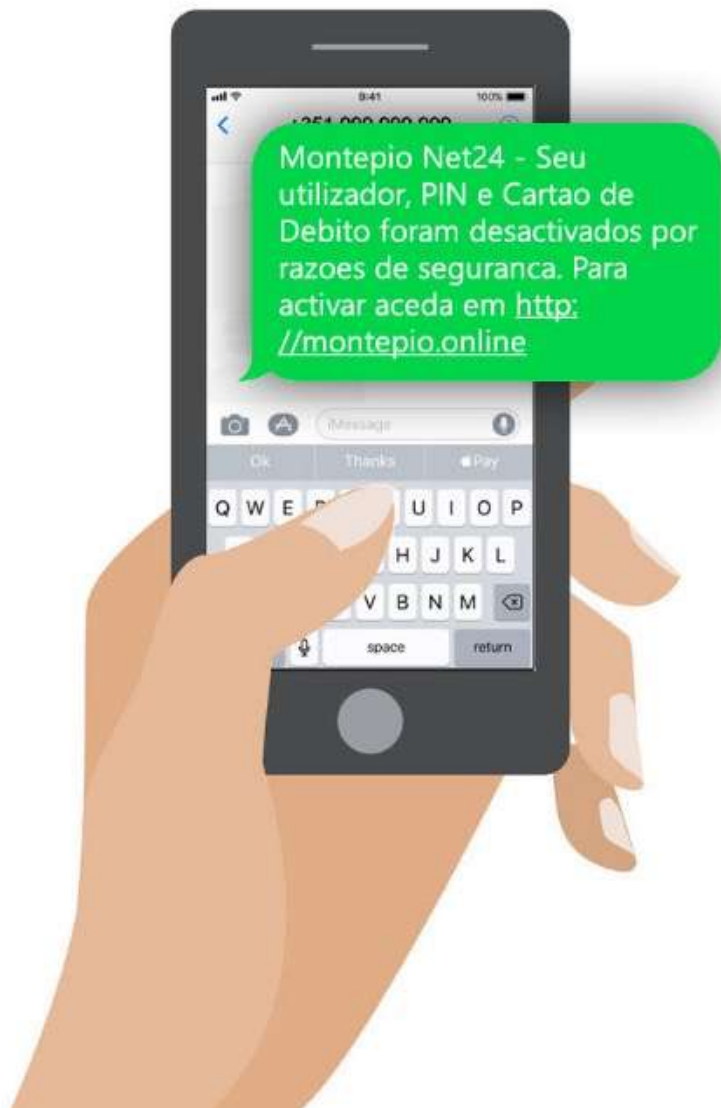 9:41
100%
Montepio Net24 - Seu
utilizador, PIN e Cartao de
Debito foram desactivados por
razoes de seguranca. Para
activar aceda em http:
//montepio.online
iMessage
Ok Thanks Pay
Q W E U I O P
H J K L
V B N M
space return